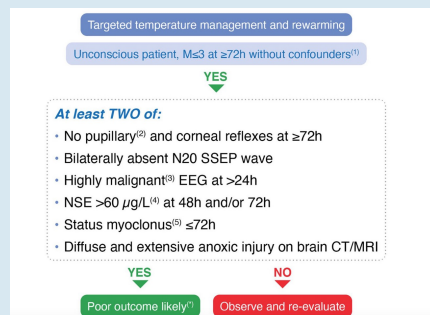 Targeted temperature management and rewarming
Unconscious patient, M≤3 at ≥72h without confounders(1)
YES
At least TWO of:
• No pupillary(2) and corneal reflexes at ≥72h
• Bilaterally absent N20 SSEP wave
• Highly malignant(3) EEG at >24h
• NSE >60 µg/L(4) at 48h and/or 72h
• Status myoclonus(5) ≤72h
• Diffuse and extensive anoxic injury on brain CT/MRI
YES NO
Poor outcome likely(*) Observe and re-evaluate